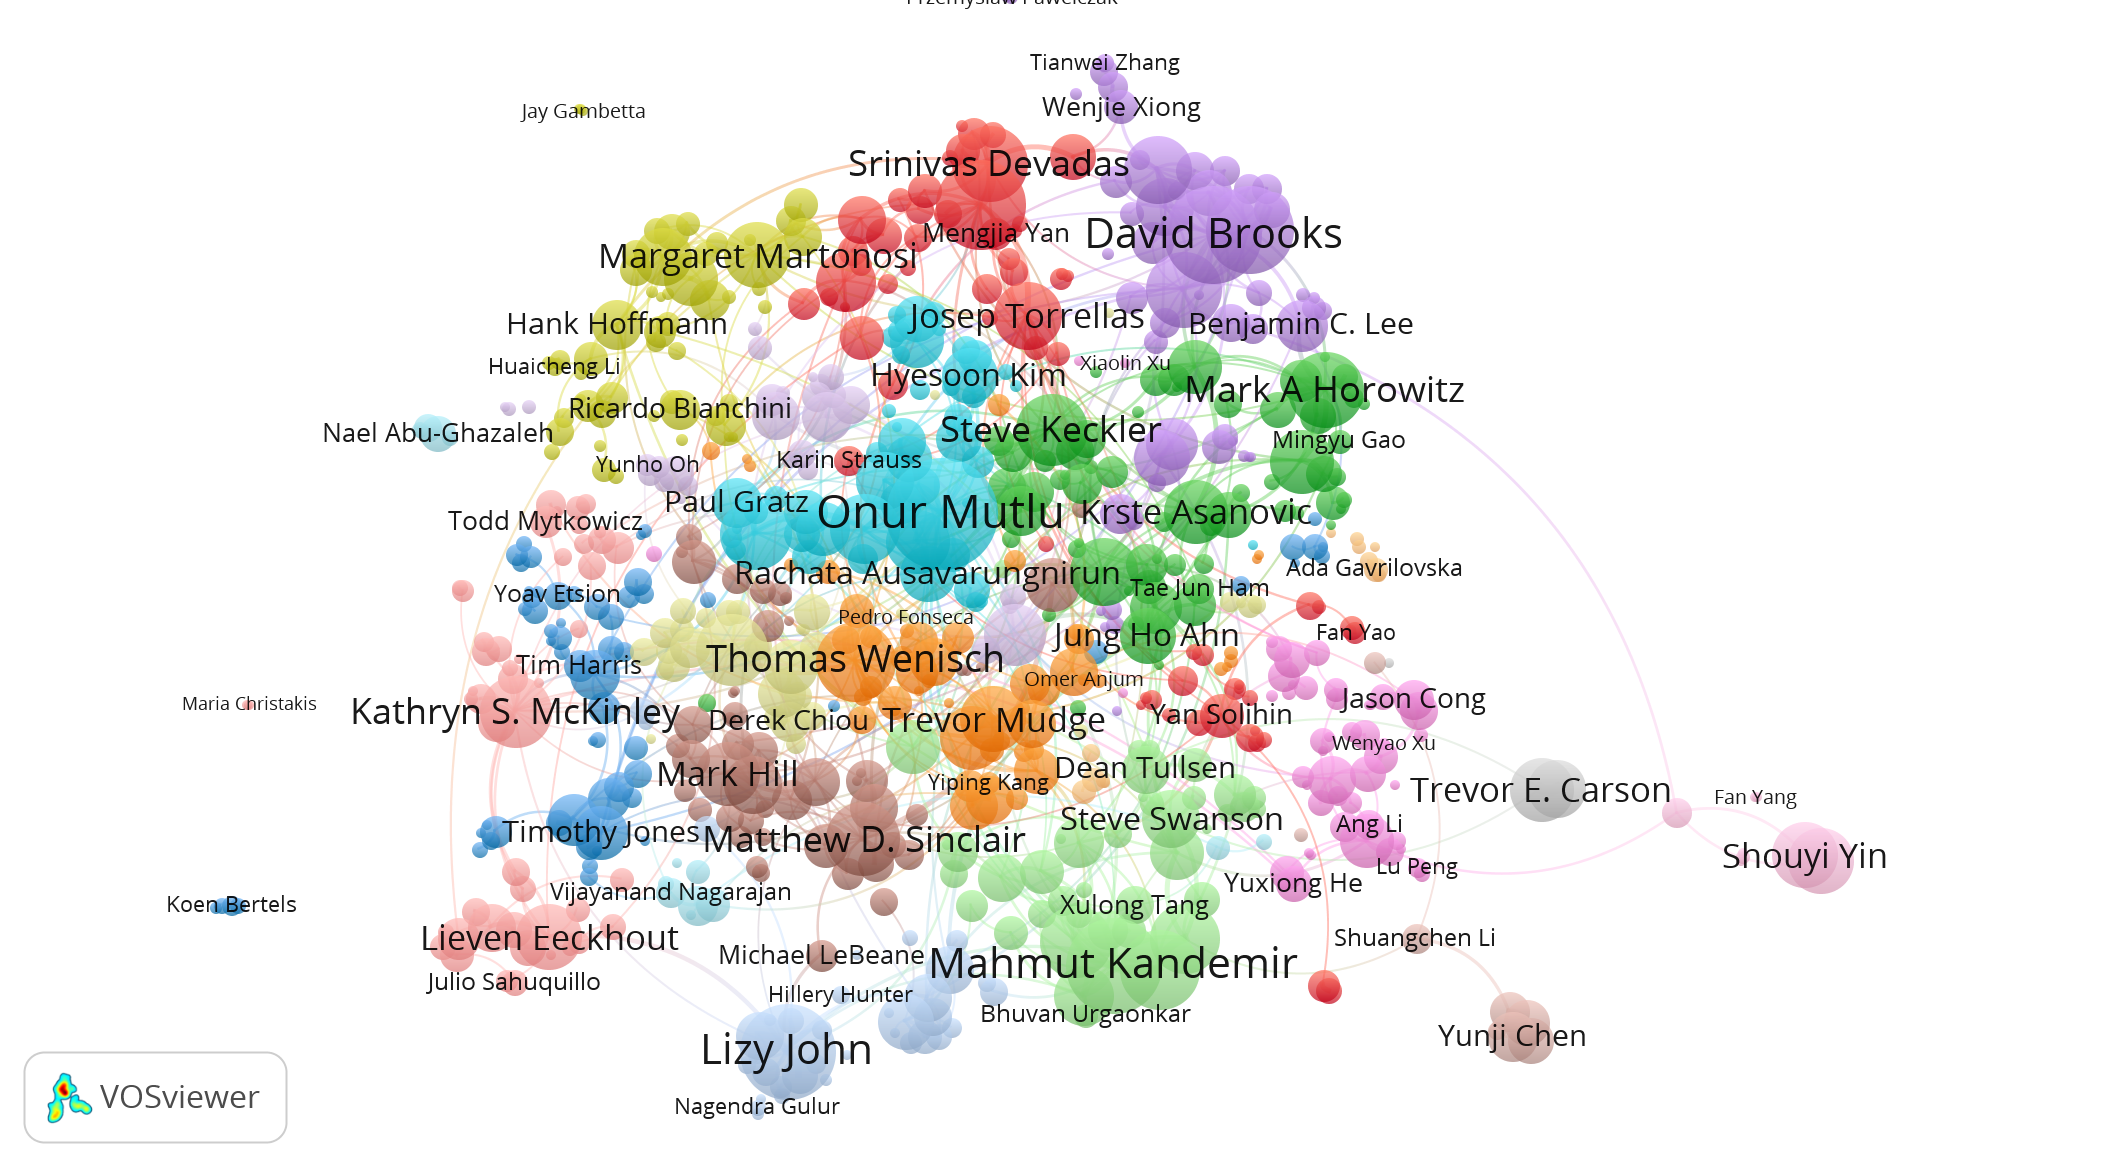 Przemyslaw Pawelczak
Tianwei Zhang
Jay Gambetta
Wenjie Xiong
Srinivas Devadas
Mengjia Yan
David Brooks
Margaret Martonosi
Josep Torrellas
Hank Hoffmann
Benjamin C. Lee
Xiaolin Xu
Huaicheng Li
Hyesoon Kim
Mark A Horowitz
Ricardo Bianchini
Nael Abu-Ghazaleh
Steve Keckler
Mingyu Gao
Yunho Oh
Karin Strauss
Paul Gratz
Onur Mutlu
Krste Asanovic
Todd Mytkowicz
Ada Gavrilovska
Rachata Ausavarungnirun
Tae Jun Ham
Yoav Etsion
Pedro Fonseca
Fan Yao
Jung Ho Ahn
Tim Harris
Thomas Wenisch
Omer Anjum
Maria Christakis
Kathryn S. McKinley
Jason Cong
Derek Chiou
Trevor Mudge
Yan Solihin
Wenyao Xu
Mark Hill
Yiping Kang
Dean Tullsen
Trevor E. Carson
Fan Yang
Timothy Jones
Matthew D. Sinclair
Steve Swanson
Ang Li
Shouyi Yin
Lu Peng
Vijayanand Nagarajan
Yuxiong He
Koen Bertels
Xulong Tang
Lieven Eeckhout
Shuangchen Li
Michael LeBeane
Mahmut Kandemir
Julio Sahuquillo
Hillery Hunter
Bhuvan Urgaonkar
Yunji Chen
Lizy John
VOSviewer
Nagendra Gulur